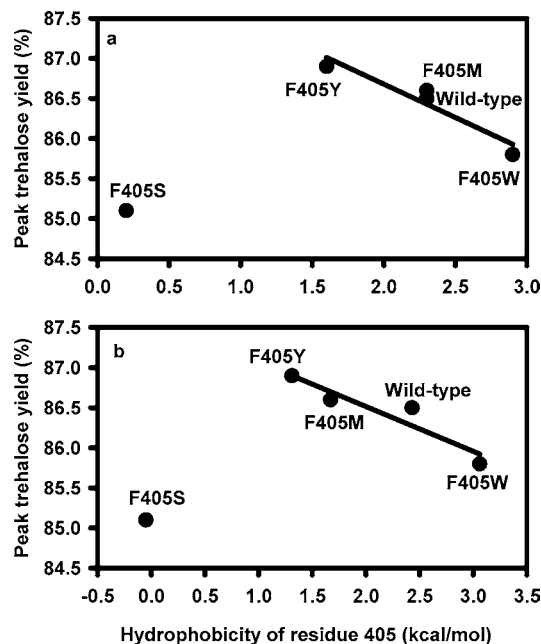 a
Peak trehalose yield (%)
87.5
87.0
86.5
86.0
85.5
85.0
84.5
F405Y
F405M
Wild-type
F405W
F405S
0.0 0.5 1.0 1.5 2.0 2.5 3.0
b
Peak trehalose yield (%)
87.5
87.0
86.5
86.0
85.5
85.0
84.5
F405Y
Wild-type
F405M
F405W
F405S
-0.5 0.0 0.5 1.0 1.5 2.0 2.5 3.0 3.5
Hydrophobicity of residue 405 (kcal/mol)